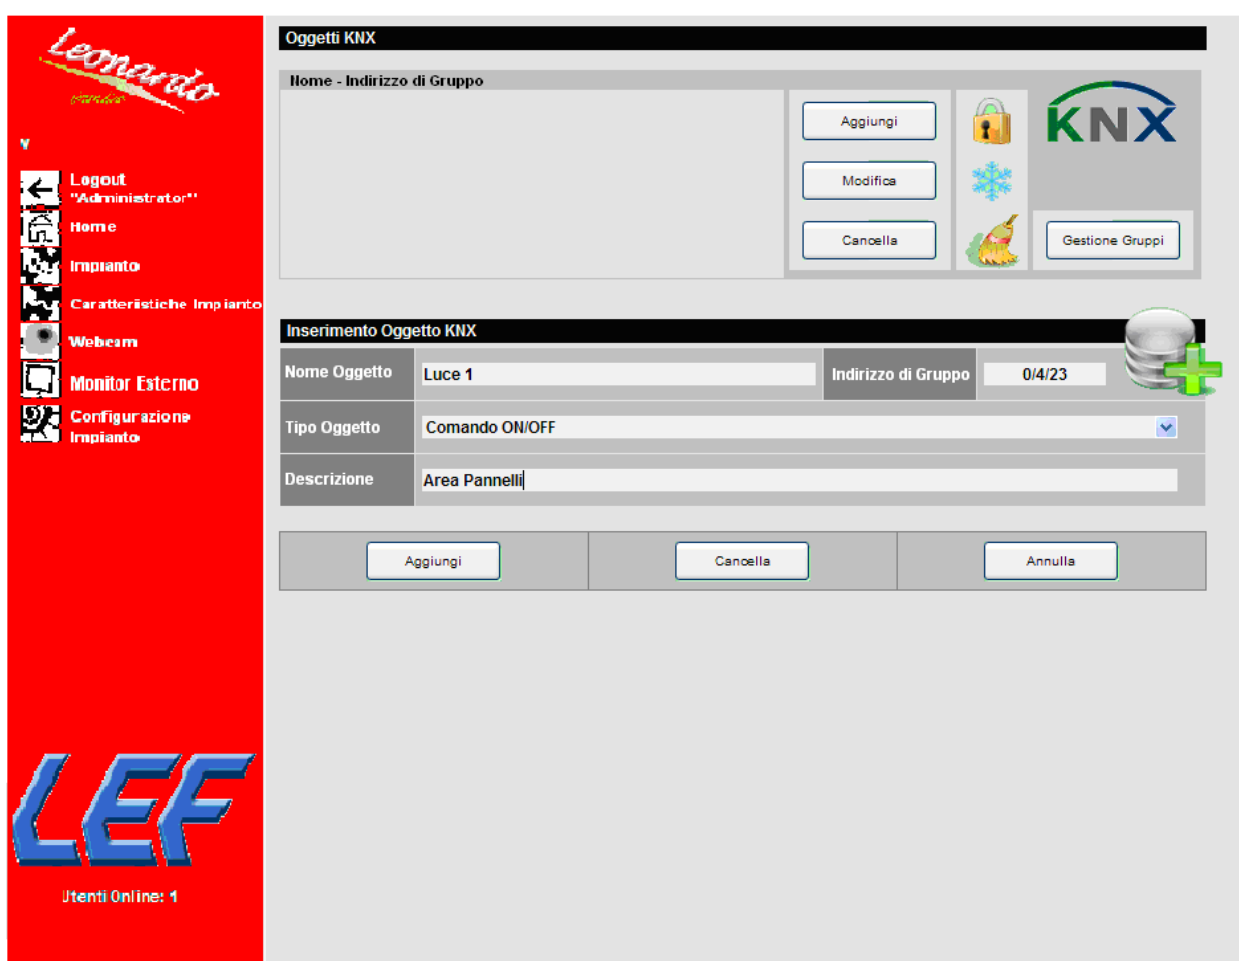 Leonardo
Logout
"Administrator"
Home
Impianto
Caratteriistiche Impianto
Webcam
Monitor Esterno
Configurazione
Impianto
LEF
Utenti Online: 1
Oggetti KNX
Nome - Indirizzo di Gruppo
Aggiungi
Modifica
Cancella
KNX
Gestione Gruppi
Inserimento Oggetto KNX
Nome Oggetto Luce 1 Indirizzo di Gruppo 0/4/23
Tipo Oggetto Comando ON/OFF
Descrizione Area Pannelli
Aggiungi Cancella Annulla